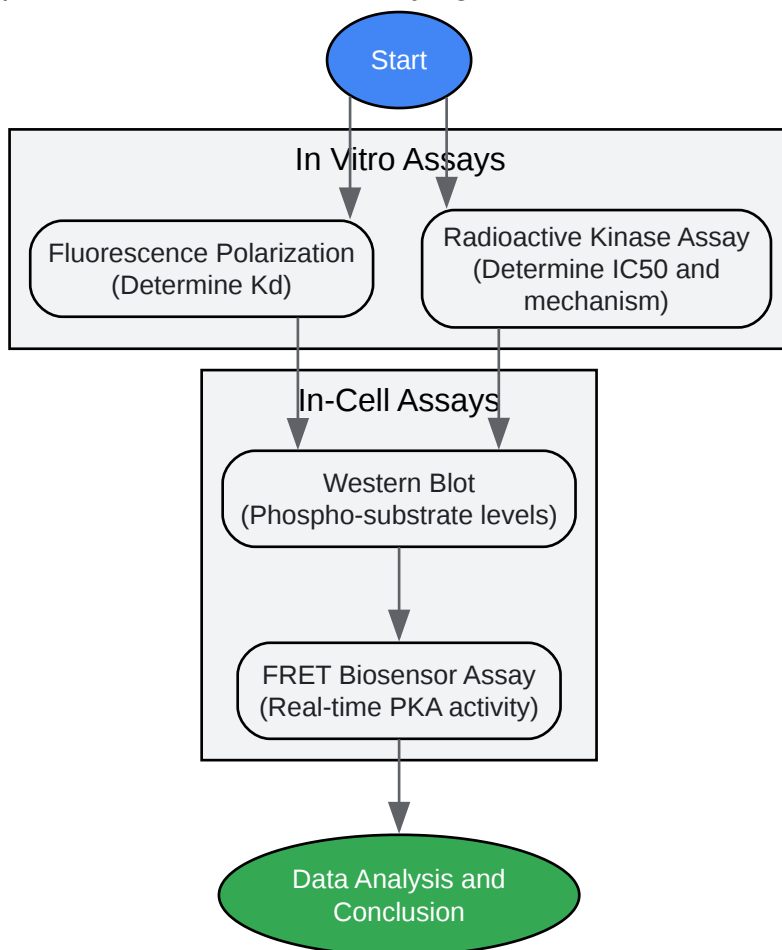 Start
In Vitro Assays
Fluorescence Polarization
(Determine Kd)
Radioactive Kinase Assay
(Determine IC50 and
mechanism)
In-Cell Assays
Western Blot
(Phospho-substrate levels)
FRET Biosensor Assay
(Real-time PKA activity)
Data Analysis and
Conclusion